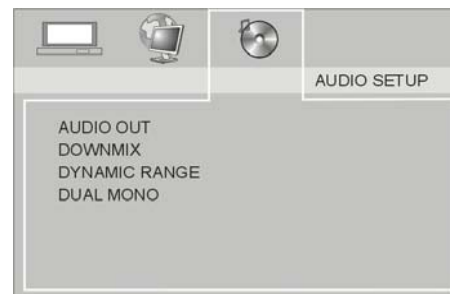 AUDIO SETUP
AUDIO OUT
DOWNMIX
DYNAMIC RANGE
DUAL MONO